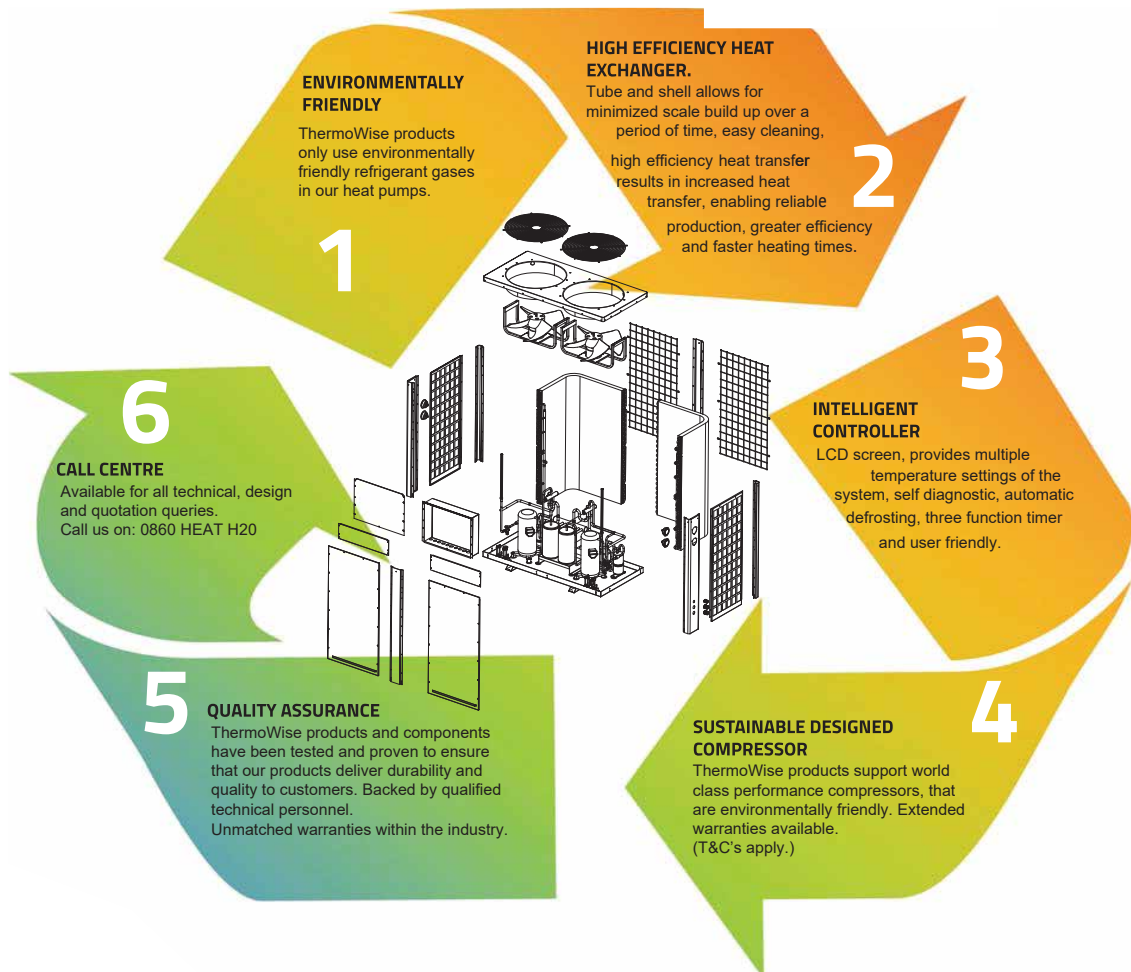 1
ENVIRONMENTALLY
FRIENDLY
ThermoWise products
only use environmentally
friendly refrigerant gases
in our heat pumps.
2
HIGH EFFICIENCY HEAT
EXCHANGER.
Tube and shell allows for
minimized scale build up over a
period of time, easy cleaning,
high efficiency heat transfer
results in increased heat
transfer, enabling reliable
production, greater efficiency
and faster heating times.
3
INTELLIGENT
CONTROLLER
LCD screen, provides multiple
temperature settings of the
system, self diagnostic, automatic
defrosting, three function timer
and user friendly.
4
SUSTAINABLE DESIGNED
COMPRESSOR
ThermoWise products support world
class performance compressors, that
are environmentally friendly. Extended
warranties available.
(T&C’s apply.)
5
QUALITY ASSURANCE
ThermoWise products and components
have been tested and proven to ensure
that our products deliver durability and
quality to customers. Backed by qualified
technical personnel.
Unmatched warranties within the industry.
6
CALL CENTRE
Available for all technical, design
and quotation queries.
Call us on: 0860 HEAT H20